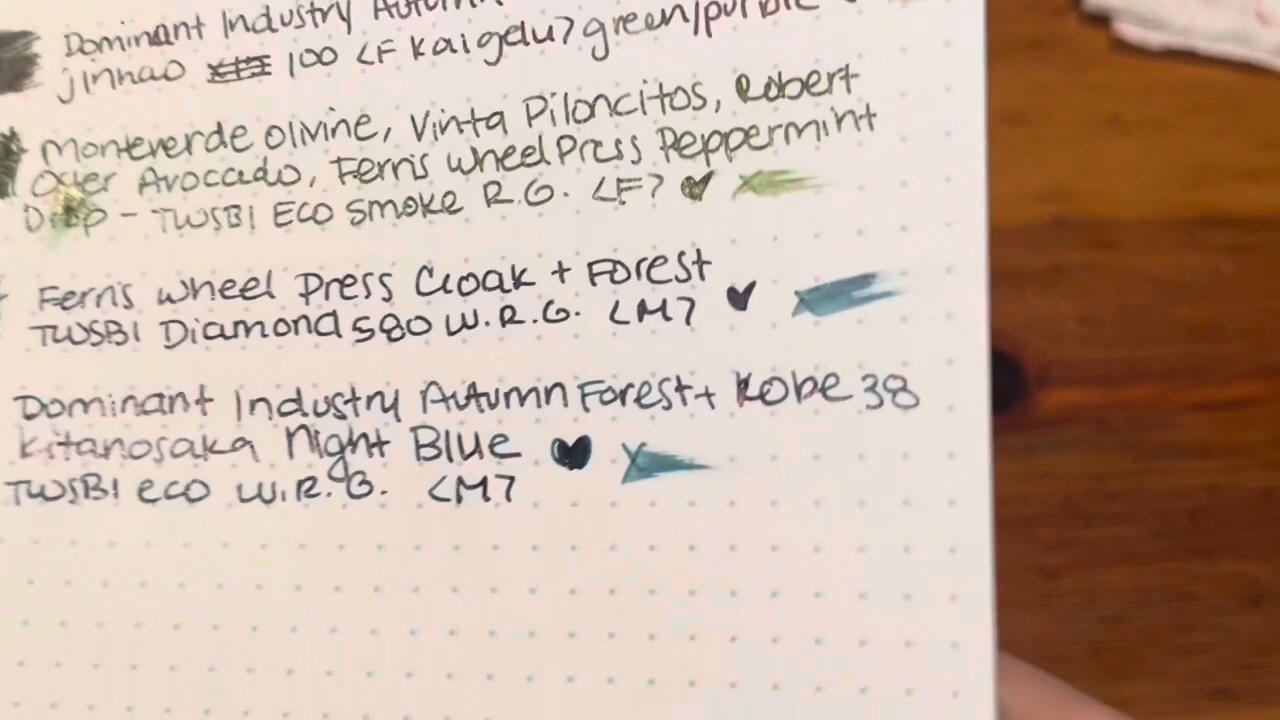 Dominant Industry Autumn
Jinhao 100 <F> Kaigelu> green/purple
Monteverde Olivine, Vinta Piloncitos, Robert
Oster Avocado, Ferris Wheel Press Peppermint
Drop - TWSBI ECO Smoke R.G. <F> ♥
Ferris Wheel Press Croak + Forest
TWSBI Diamond 580 W.R.G. <M> ♥
Dominant Industry Autumn Forest + Kobe 38
Kitanosaka Night Blue ♥
TWSBI eco W.R.G. <M>